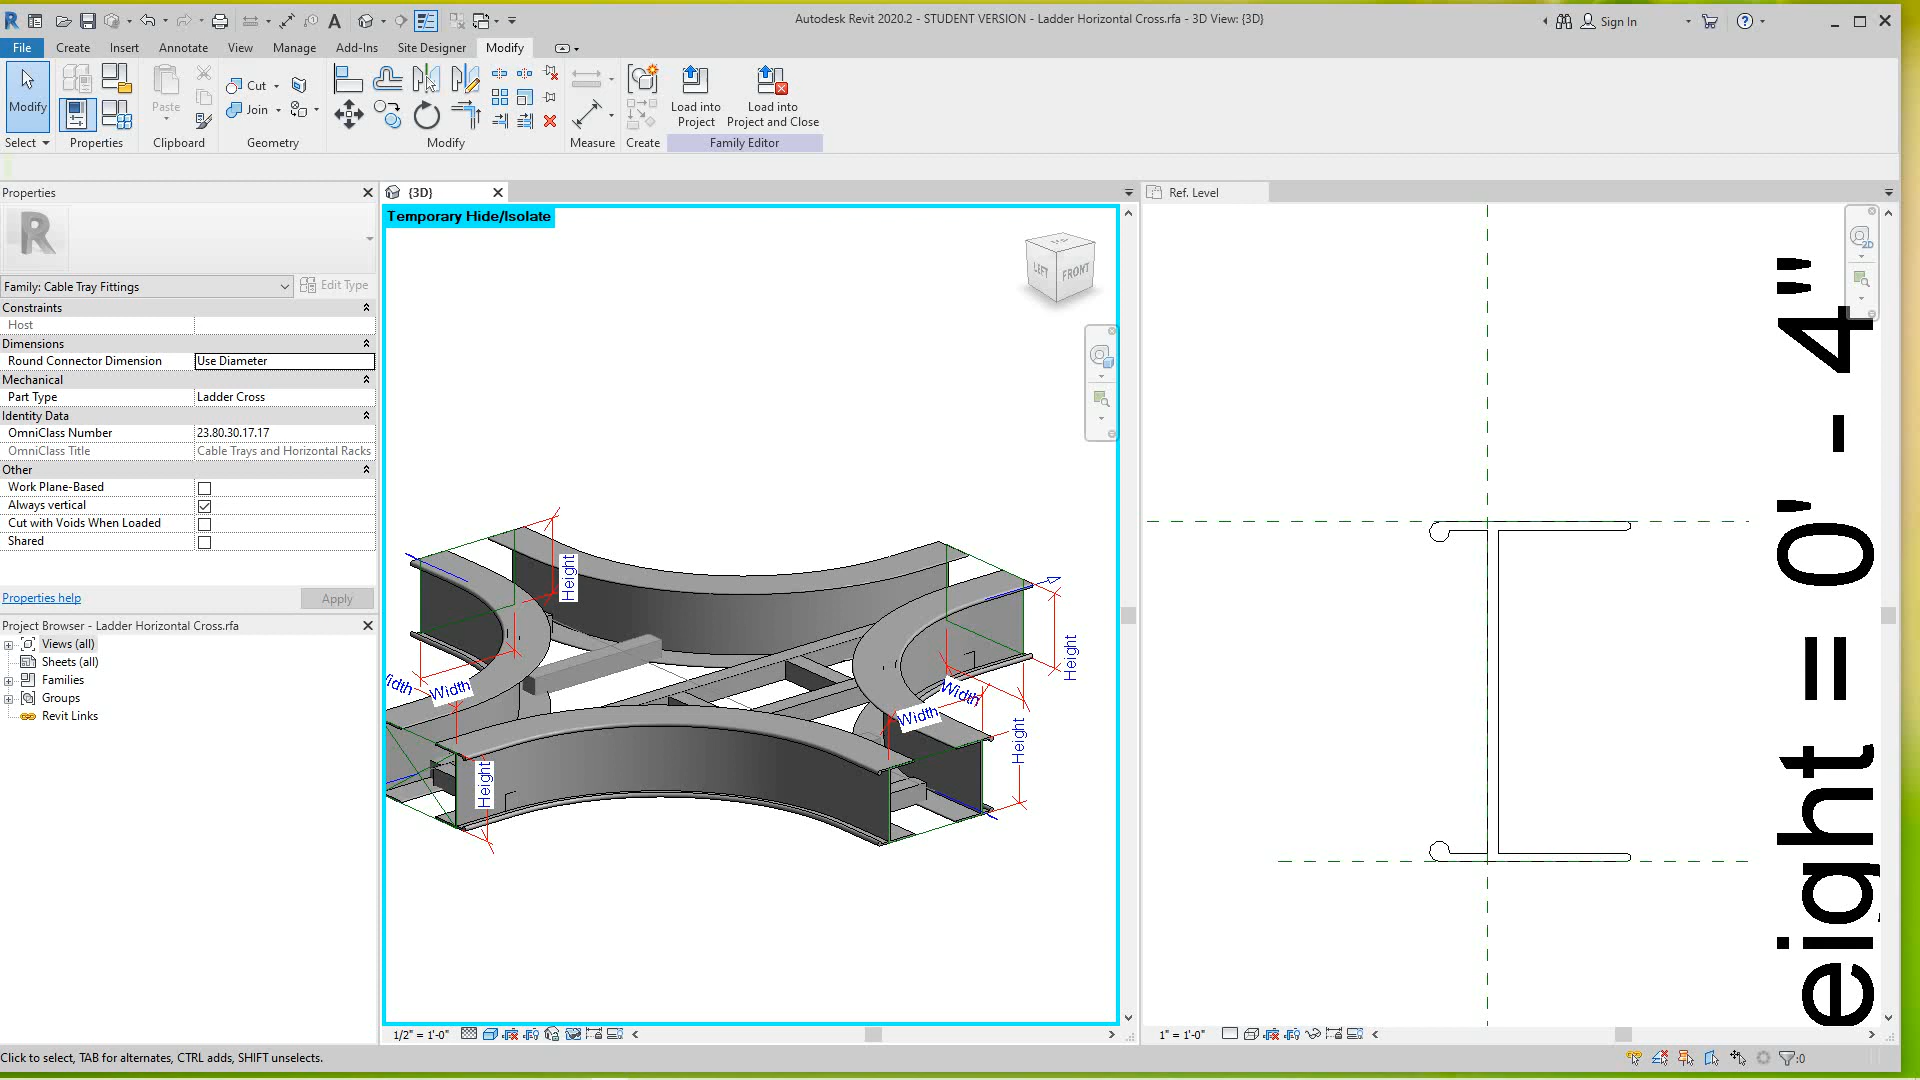 Autodesk Revit 2020.2 - STUDENT VERSION - Ladder Horizontal Cross.rfa - 3D View: {3D}
Sign In
File Create Insert Annotate View Manage Add-Ins Site Designer Modify
Modify
Paste
Cut
Join
Load into
Project
Load into
Project and Close
Select Properties Clipboard Geometry Modify Measure Create Family Editor
Properties
{3D}
Ref. Level
Temporary Hide/Isolate
LEFT
FRONT
2D
R
Family: Cable Tray Fittings
Edit Type
Constraints
Host
Dimensions
Round Connector Dimension Use Diameter
Mechanical
Part Type Ladder Cross
Identity Data
OmniClass Number 23.80.30.17.17
OmniClass Title Cable Trays and Horizontal Racks
Other
Work Plane-Based
Always vertical
Cut with Voids When Loaded
Shared
Properties help
Apply
Project Browser - Ladder Horizontal Cross.rfa
Views (all)
Sheets (all)
Families
Groups
Revit Links
Height
Height
idth
Width
Width
Width
Height
Height
eight = 0' - 4"
1/2" = 1'-0"
1" = 1'-0"
Click to select, TAB for alternates, CTRL adds, SHIFT unselects.
:0